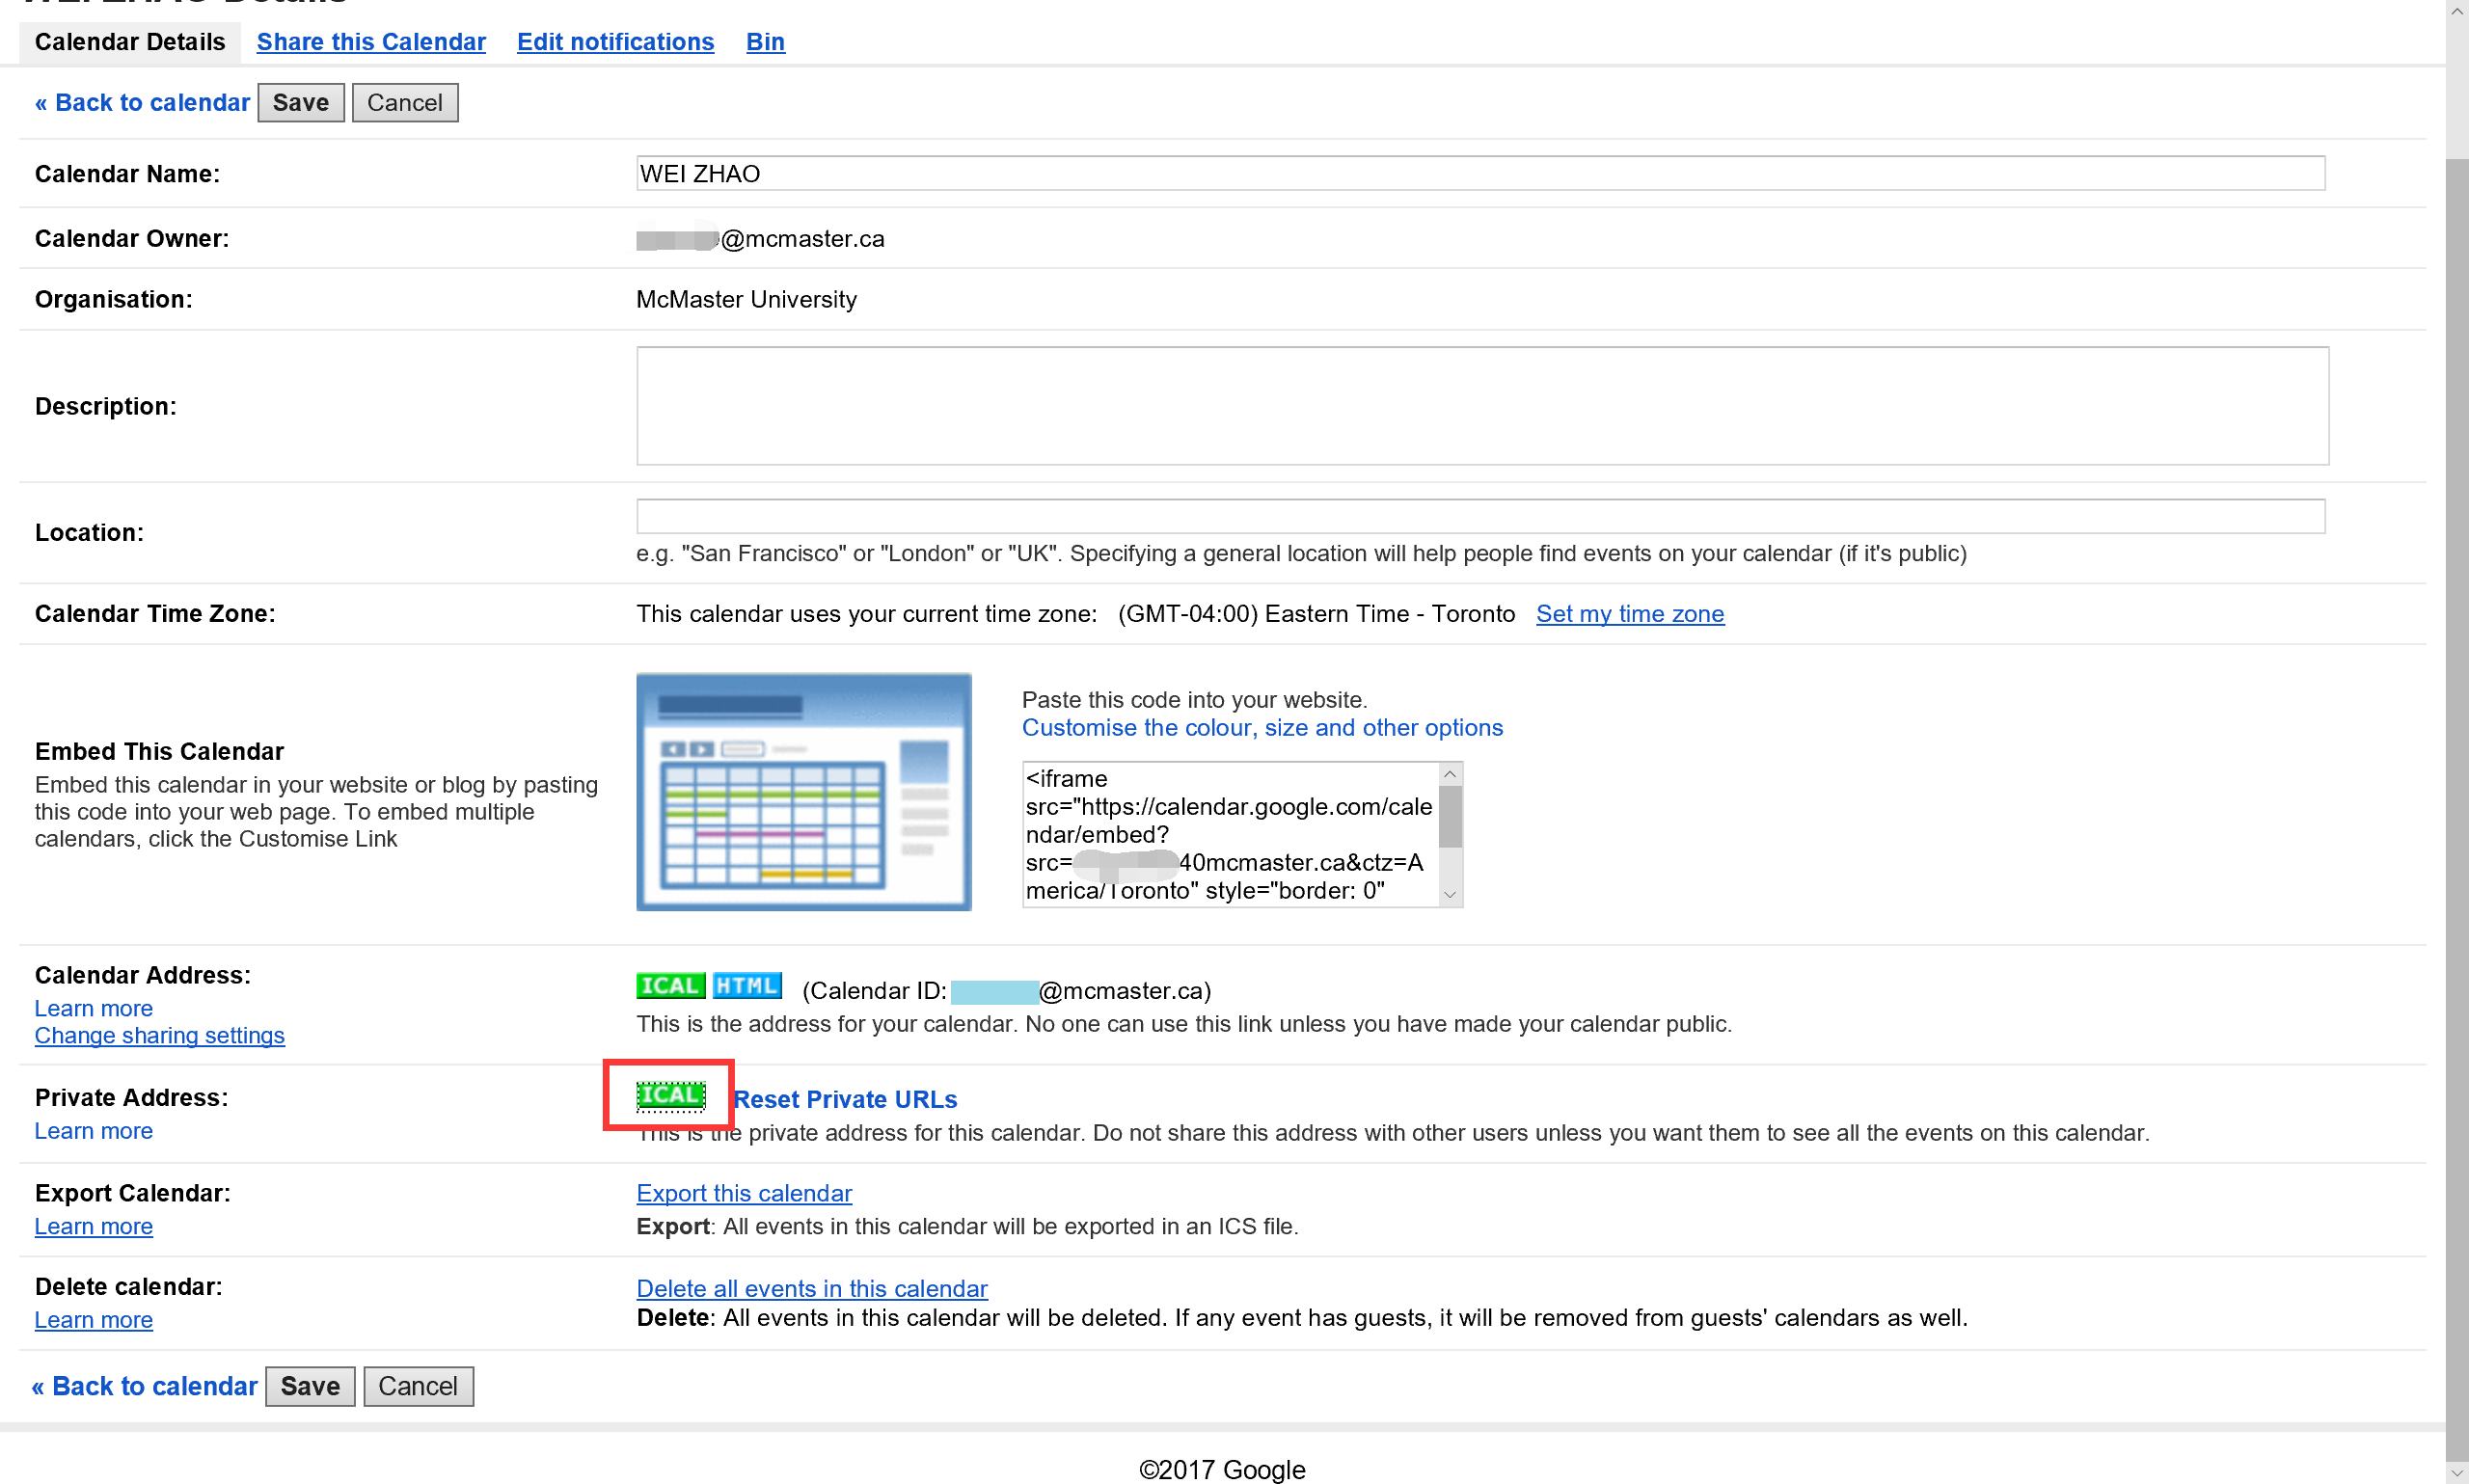 Calendar Details Share this Calendar Edit notifications Bin
« Back to calendar Save Cancel
Calendar Name: WEI ZHAO
Calendar Owner: @mcmaster.ca
Organisation: McMaster University
Description:
Location:
e.g. "San Francisco" or "London" or "UK". Specifying a general location will help people find events on your calendar (if it's public)
Calendar Time Zone: This calendar uses your current time zone: (GMT-04:00) Eastern Time - Toronto Set my time zone
Embed This Calendar
Embed this calendar in your website or blog by pasting
this code into your web page. To embed multiple
calendars, click the Customise Link
Paste this code into your website.
Customise the colour, size and other options
<iframe
src="https://calendar.google.com/cale
ndar/embed?
src= 40mcmaster.ca&ctz=A
merica/Toronto" style="border: 0"
Calendar Address:
Learn more
Change sharing settings
ICAL HTML (Calendar ID: @mcmaster.ca)
This is the address for your calendar. No one can use this link unless you have made your calendar public.
Private Address:
Learn more
ICAL Reset Private URLs
This is the private address for this calendar. Do not share this address with other users unless you want them to see all the events on this calendar.
Export Calendar:
Learn more
Export this calendar
Export: All events in this calendar will be exported in an ICS file.
Delete calendar:
Learn more
Delete all events in this calendar
Delete: All events in this calendar will be deleted. If any event has guests, it will be removed from guests' calendars as well.
« Back to calendar Save Cancel
©2017 Google